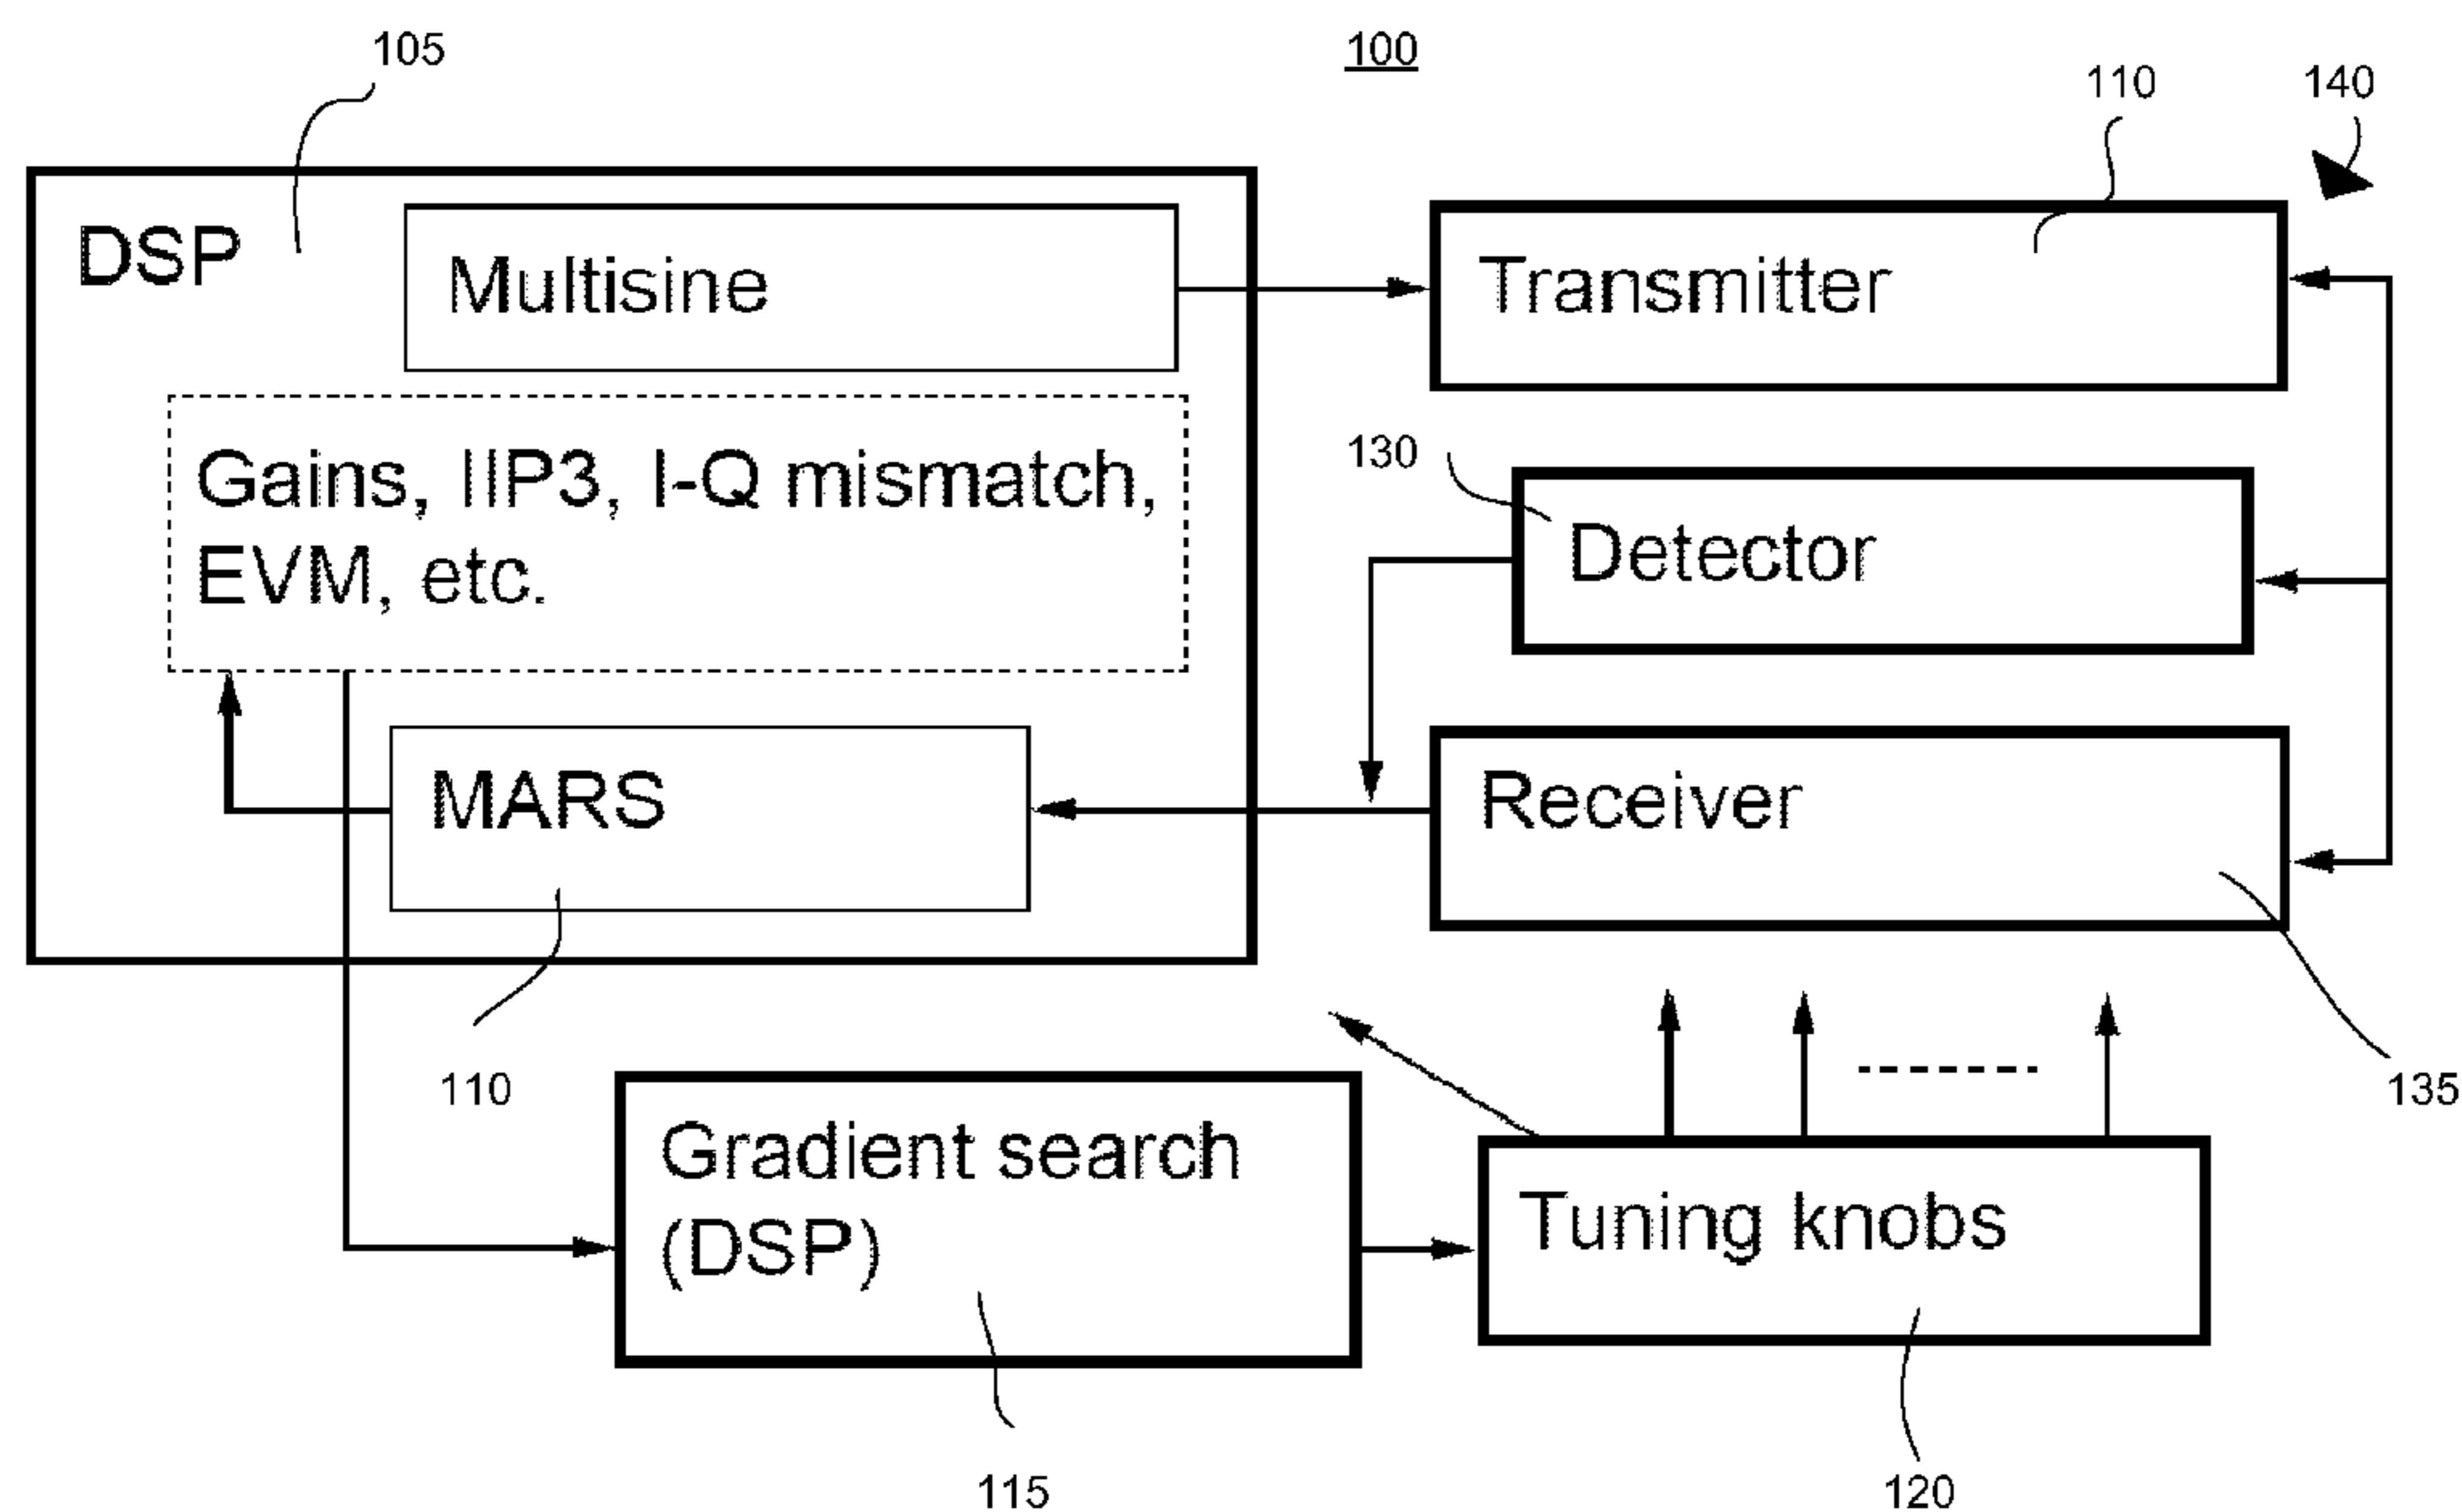 105
100
110
140
DSP
Multisine
Transmitter
Gains, IIP3, I-Q mismatch,
EVM, etc.
130
Detector
MARS
Receiver
110
135
Gradient search
(DSP)
Tuning knobs
115
120